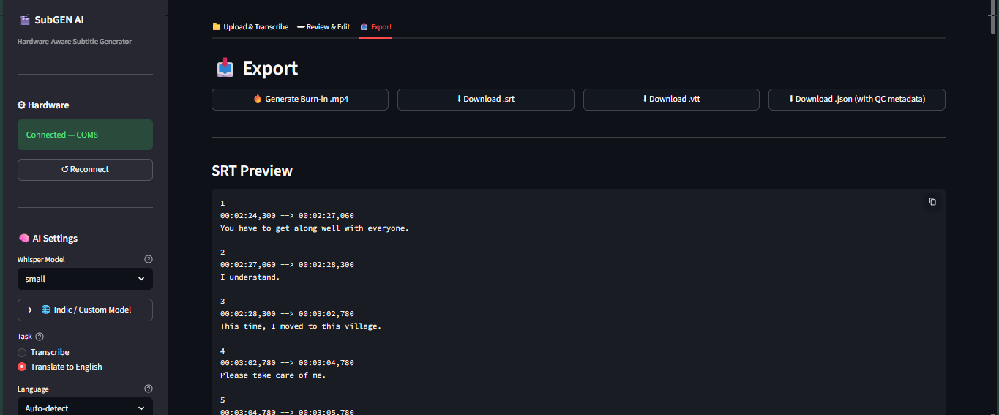 SubGEN AI
Hardware-Aware Subtitle Generator
Hardware
Connected — COM8
↺ Reconnect
AI Settings
Whisper Model
small
Indic / Custom Model
Task
Transcribe
Translate to English
Language
Auto-detect
Upload & Transcribe
Review & Edit
Export
Export
Generate Burn-in .mp4
⬇ Download .srt
⬇ Download .vtt
⬇ Download .json (with QC metadata)
SRT Preview
1
00:02:24,300 --> 00:02:27,060
You have to get along well with everyone.
2
00:02:27,060 --> 00:02:28,300
I understand.
3
00:02:28,300 --> 00:03:02,780
This time, I moved to this village.
4
00:03:02,780 --> 00:03:04,780
Please take care of me.
5
00:03:04,780 --> 00:03:05,780